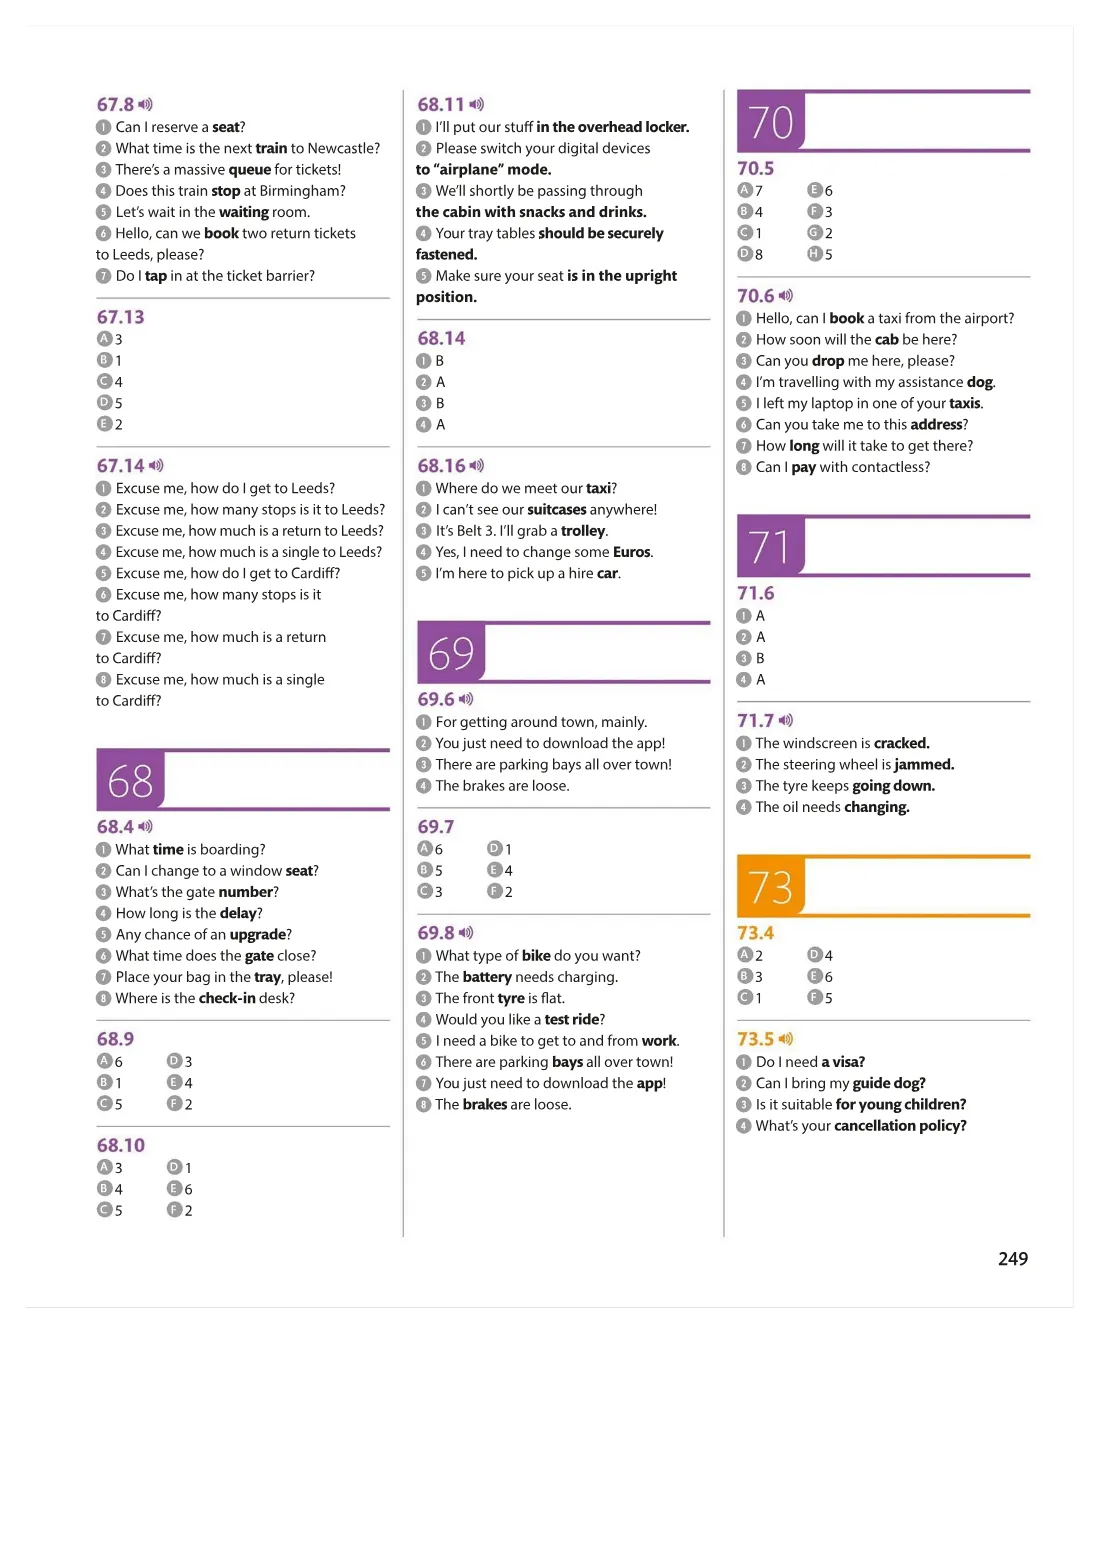 67.8
1 Can I reserve a seat?
2 What time is the next train to Newcastle?
3 There's a massive queue for tickets!
4 Does this train stop at Birmingham?
5 Let's wait in the waiting room.
6 Hello, can we book two return tickets
to Leeds, please?
7 Do I tap in at the ticket barrier?
67.13
A 3
B 1
C 4
D 5
E 2
67.14
1 Excuse me, how do I get to Leeds?
2 Excuse me, how many stops is it to Leeds?
3 Excuse me, how much is a return to Leeds?
4 Excuse me, how much is a single to Leeds?
5 Excuse me, how do I get to Cardiff?
6 Excuse me, how many stops is it
to Cardiff?
7 Excuse me, how much is a return
to Cardiff?
8 Excuse me, how much is a single
to Cardiff?
68
68.4
1 What time is boarding?
2 Can I change to a window seat?
3 What's the gate number?
4 How long is the delay?
5 Any chance of an upgrade?
6 What time does the gate close?
7 Place your bag in the tray, please!
8 Where is the check-in desk?
68.9
A 6 D 3
B 1 E 4
C 5 F 2
68.10
A 3 D 1
B 4 E 6
C 5 F 2
68.11
1 I'll put our stuff in the overhead locker.
2 Please switch your digital devices
to "airplane" mode.
3 We'll shortly be passing through
the cabin with snacks and drinks.
4 Your tray tables should be securely
fastened.
5 Make sure your seat is in the upright
position.
68.14
1 B
2 A
3 B
4 A
68.16
1 Where do we meet our taxi?
2 I can't see our suitcases anywhere!
3 It's Belt 3. I'll grab a trolley.
4 Yes, I need to change some Euros.
5 I'm here to pick up a hire car.
69
69.6
1 For getting around town, mainly.
2 You just need to download the app!
3 There are parking bays all over town!
4 The brakes are loose.
69.7
A 6 D 1
B 5 E 4
C 3 F 2
69.8
1 What type of bike do you want?
2 The battery needs charging.
3 The front tyre is flat.
4 Would you like a test ride?
5 I need a bike to get to and from work.
6 There are parking bays all over town!
7 You just need to download the app!
8 The brakes are loose.
70
70.5
A 7 E 6
B 4 F 3
C 1 G 2
D 8 H 5
70.6
1 Hello, can I book a taxi from the airport?
2 How soon will the cab be here?
3 Can you drop me here, please?
4 I'm travelling with my assistance dog.
5 I left my laptop in one of your taxis.
6 Can you take me to this address?
7 How long will it take to get there?
8 Can I pay with contactless?
71
71.6
1 A
2 A
3 B
4 A
71.7
1 The windscreen is cracked.
2 The steering wheel is jammed.
3 The tyre keeps going down.
4 The oil needs changing.
73
73.4
A 2 D 4
B 3 E 6
C 1 F 5
73.5
1 Do I need a visa?
2 Can I bring my guide dog?
3 Is it suitable for young children?
4 What's your cancellation policy?
249